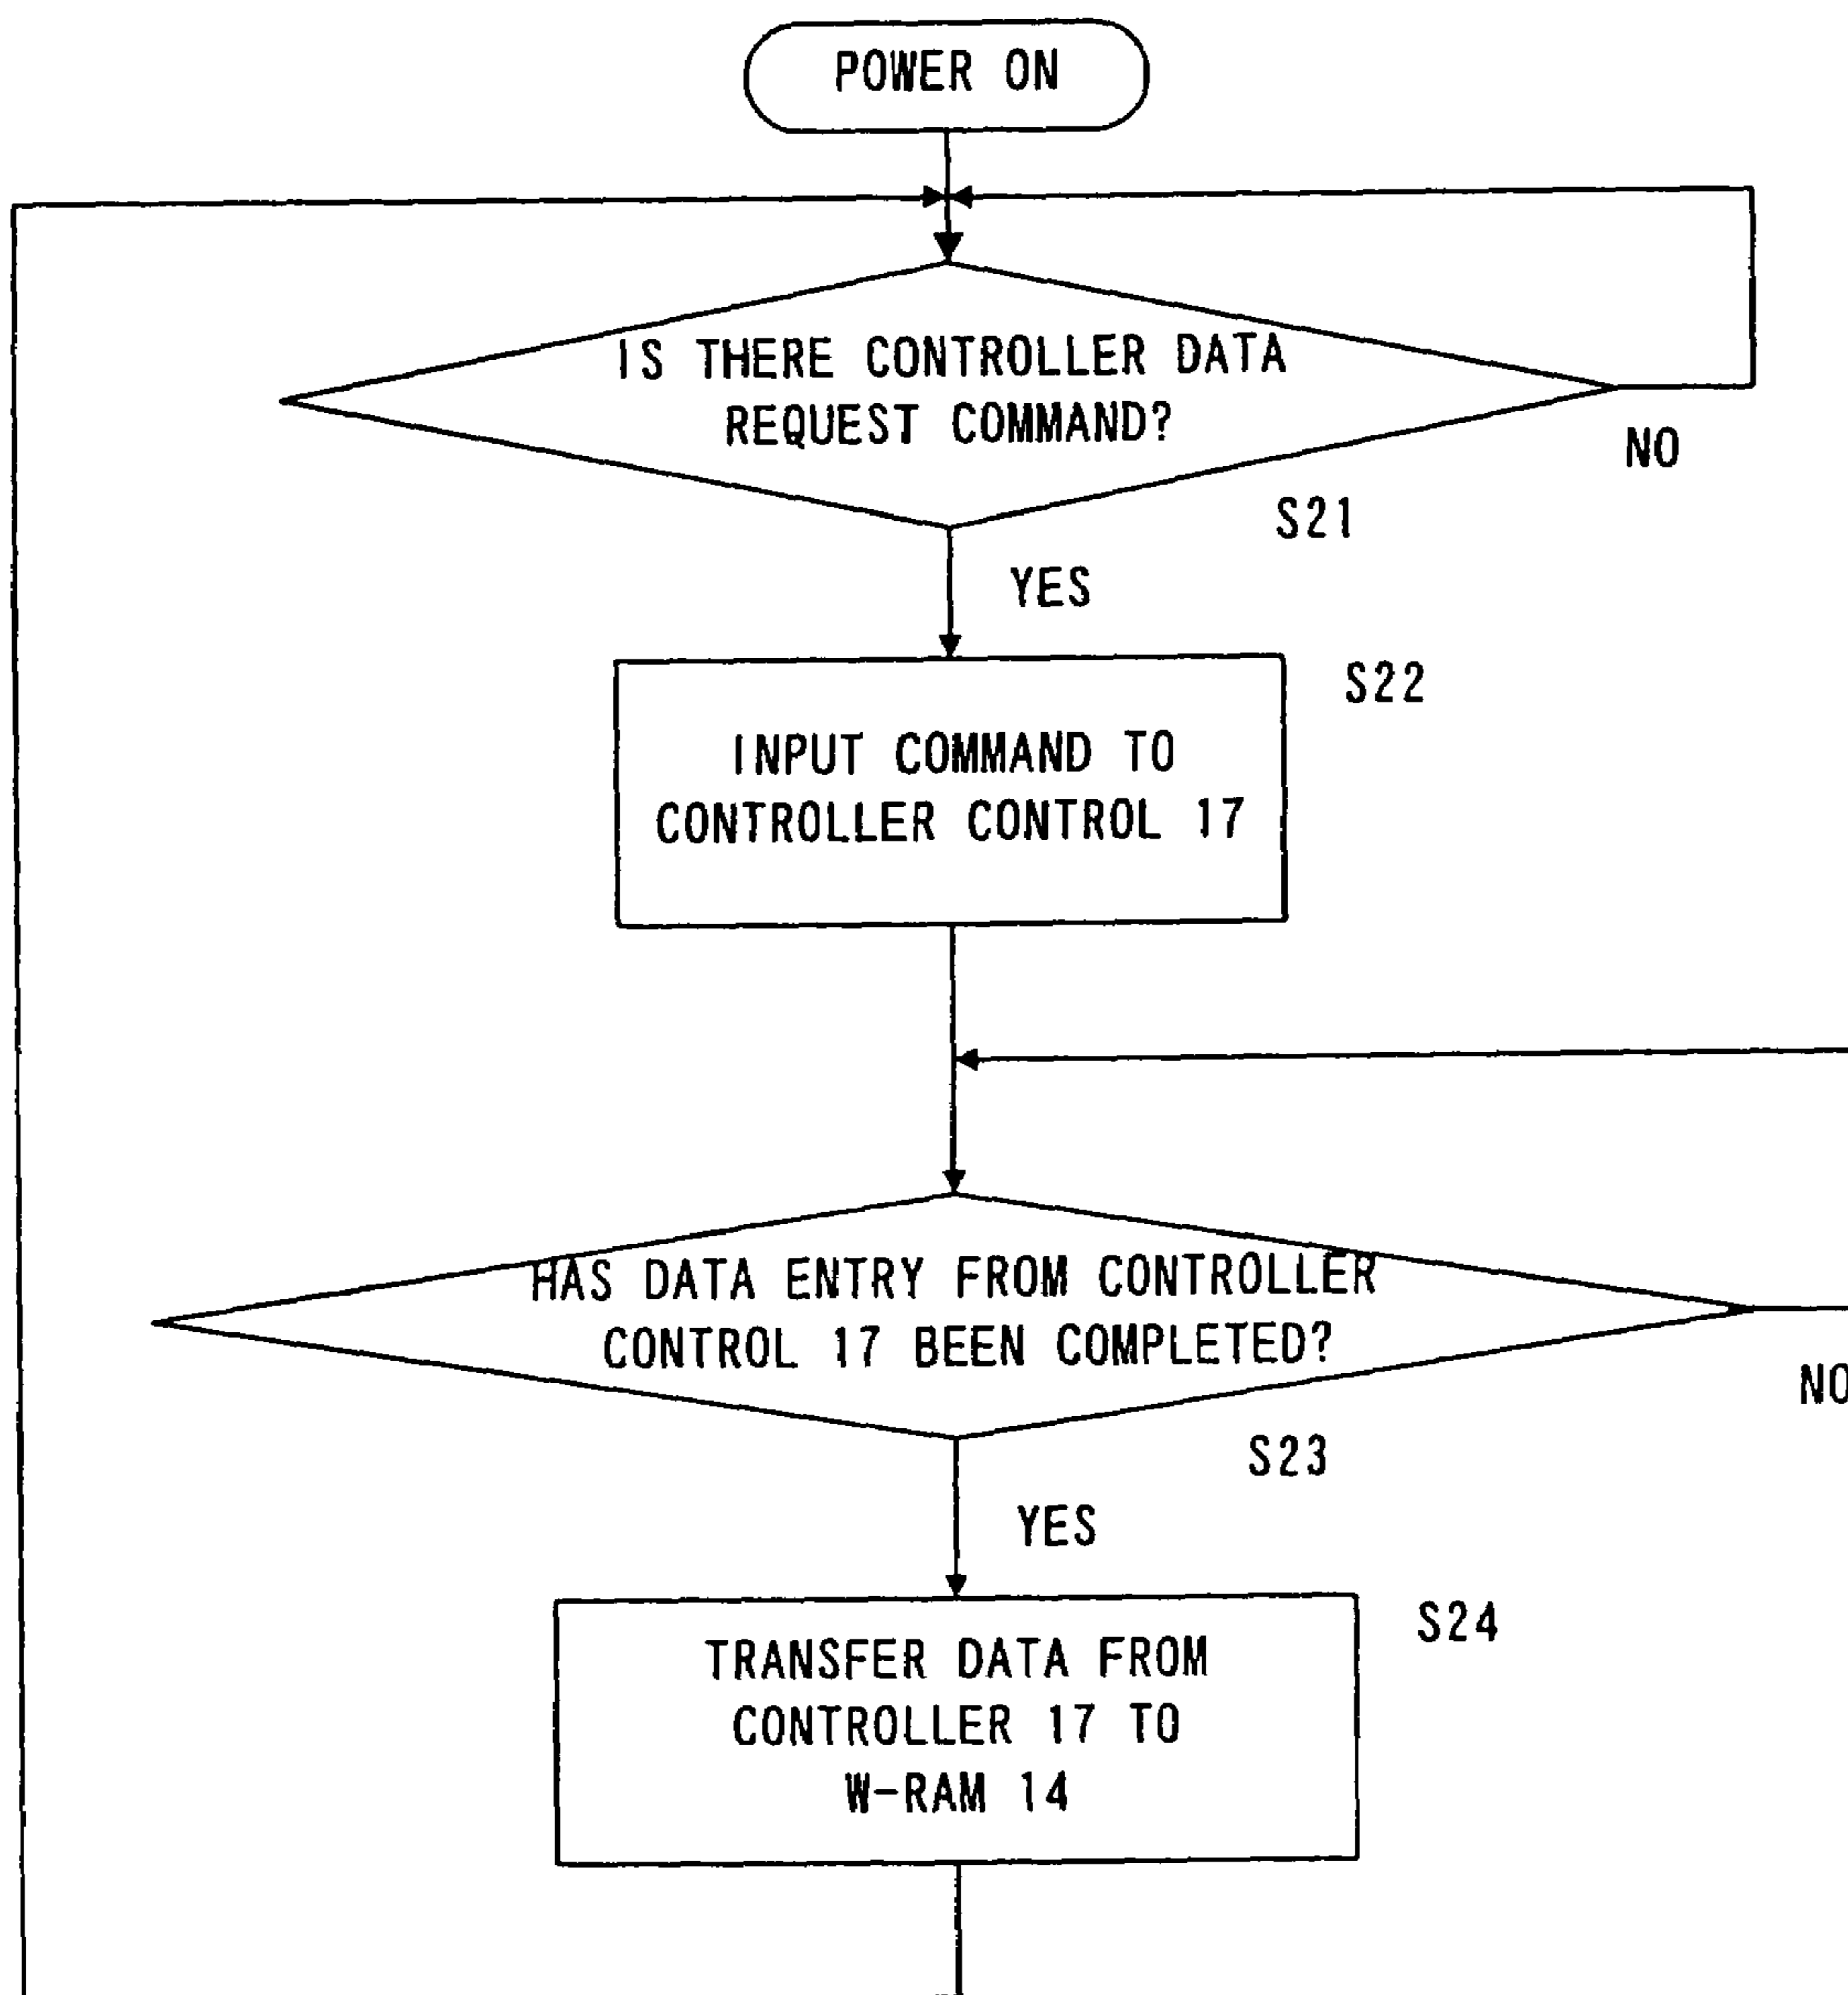 POWER ON
IS THERE CONTROLLER DATA
REQUEST COMMAND?
NO
S21
YES
S22
INPUT COMMAND TO
CONTROLLER CONTROL 17
HAS DATA ENTRY FROM CONTROLLER
CONTROL 17 BEEN COMPLETED?
NO
S23
YES
S24
TRANSFER DATA FROM
CONTROLLER 17 TO
W-RAM 14